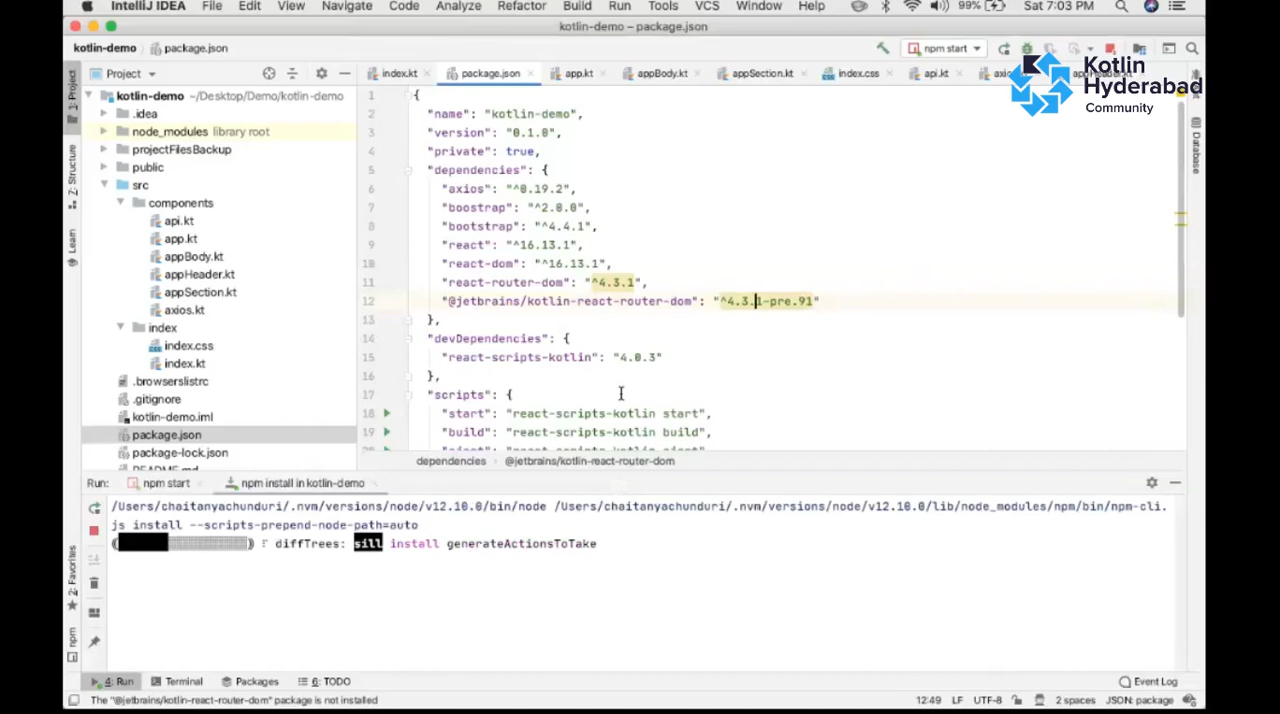 IntelliJ IDEA File Edit View Navigate Code Analyze Refactor Build Run Tools VCS Window Help 99% Sat 7:03 PM
kotlin-demo – package.json
kotlin-demo package.json npm start
1: Project
Z: Structure
Learn
2: Favorites
npm
Project
index.kt package.json app.kt appBody.kt appSection.kt index.css api.kt
Kotlin
Hyderabad
Community
Database
kotlin-demo ~/Desktop/Demo/kotlin-demo
.idea
node_modules library root
projectFilesBackup
public
src
components
api.kt
app.kt
appBody.kt
appHeader.kt
appSection.kt
axios.kt
index
index.css
index.kt
.browserslistrc
.gitignore
kotlin-demo.iml
package.json
package-lock.json
1 {
2 "name": "kotlin-demo",
3 "version": "0.1.0",
4 "private": true,
5 "dependencies": {
6 "axios": "^0.19.2",
7 "boostrap": "^2.0.0",
8 "bootstrap": "^4.4.1",
9 "react": "^16.13.1",
10 "react-dom": "^16.13.1",
11 "react-router-dom": "^4.3.1",
12 "@jetbrains/kotlin-react-router-dom": "^4.3.1-pre.91"
13 },
14 "devDependencies": {
15 "react-scripts-kotlin": "4.0.3"
16 },
17 "scripts": {
18 "start": "react-scripts-kotlin start",
19 "build": "react-scripts-kotlin build",
dependencies @jetbrains/kotlin-react-router-dom
Run: npm start npm install in kotlin-demo
/Users/chaitanyachunduri/.nvm/versions/node/v12.10.0/bin/node /Users/chaitanyachunduri/.nvm/versions/node/v12.10.0/lib/node_modules/npm/bin/npm-cli.
js install --scripts-prepend-node-path=auto
diffTrees: sill install generateActionsToTake
4: Run Terminal Packages 6: TODO Event Log
The "@jetbrains/kotlin-react-router-dom" package is not installed 12:49 LF UTF-8 2 spaces JSON: package